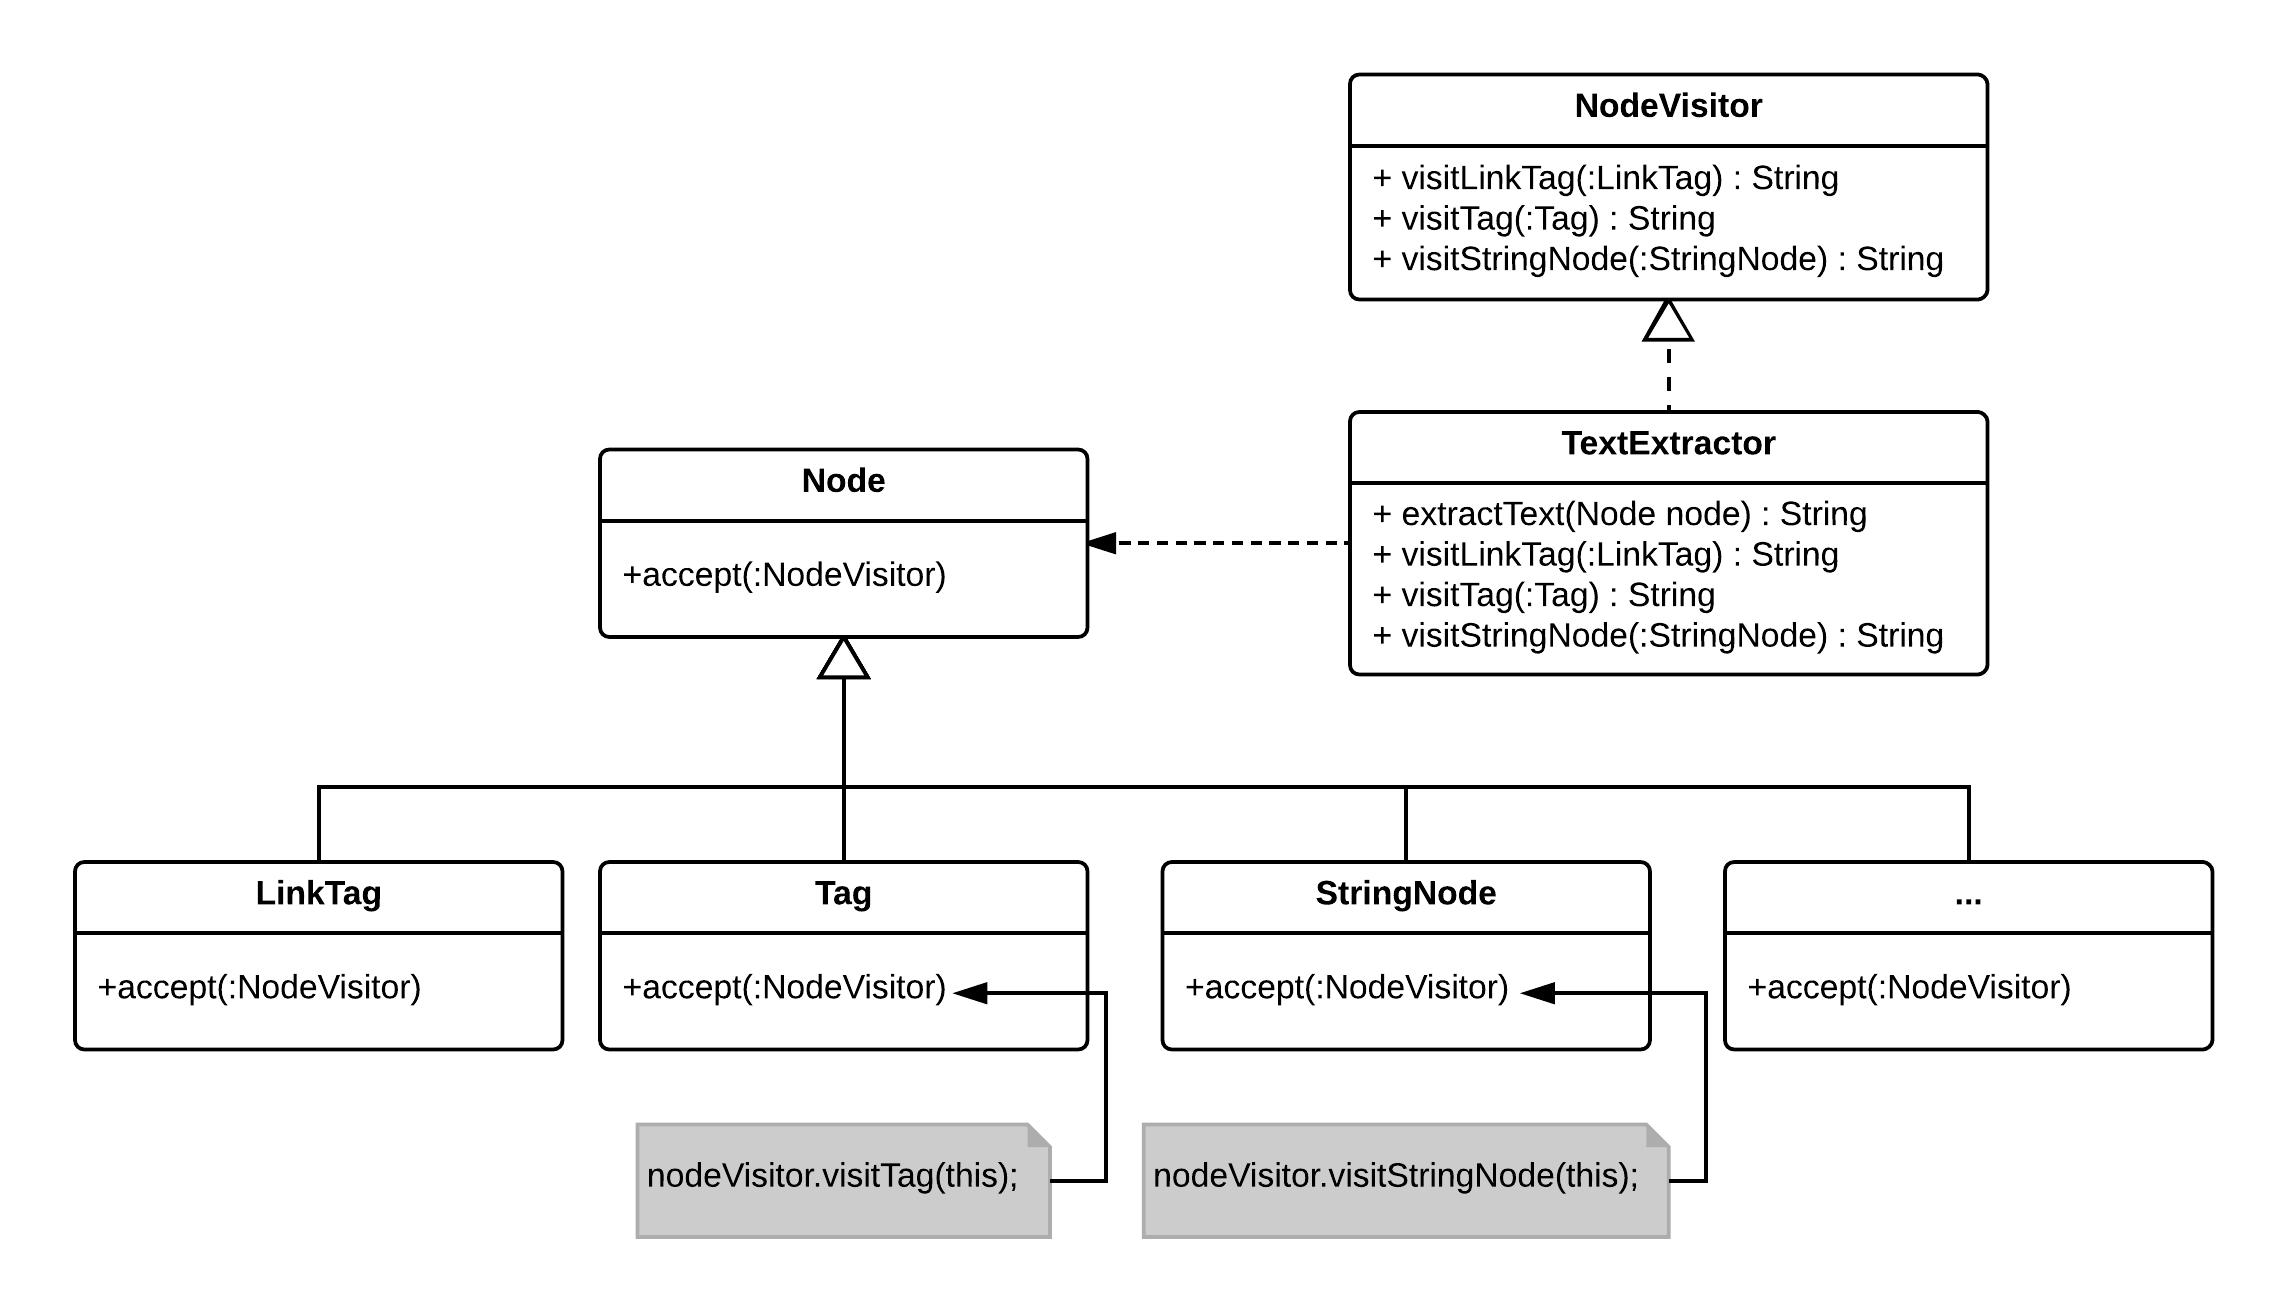 NodeVisitor
+ visitLinkTag(:LinkTag) : String
+ visitTag(:Tag) : String
+ visitStringNode(:StringNode) : String
TextExtractor
+ extractText(Node node) : String
+ visitLinkTag(:LinkTag) : String
+ visitTag(:Tag) : String
+ visitStringNode(:StringNode) : String
Node
+accept(:NodeVisitor)
LinkTag
+accept(:NodeVisitor)
Tag
+accept(:NodeVisitor)
StringNode
+accept(:NodeVisitor)
...
+accept(:NodeVisitor)
nodeVisitor.visitTag(this);
nodeVisitor.visitStringNode(this);